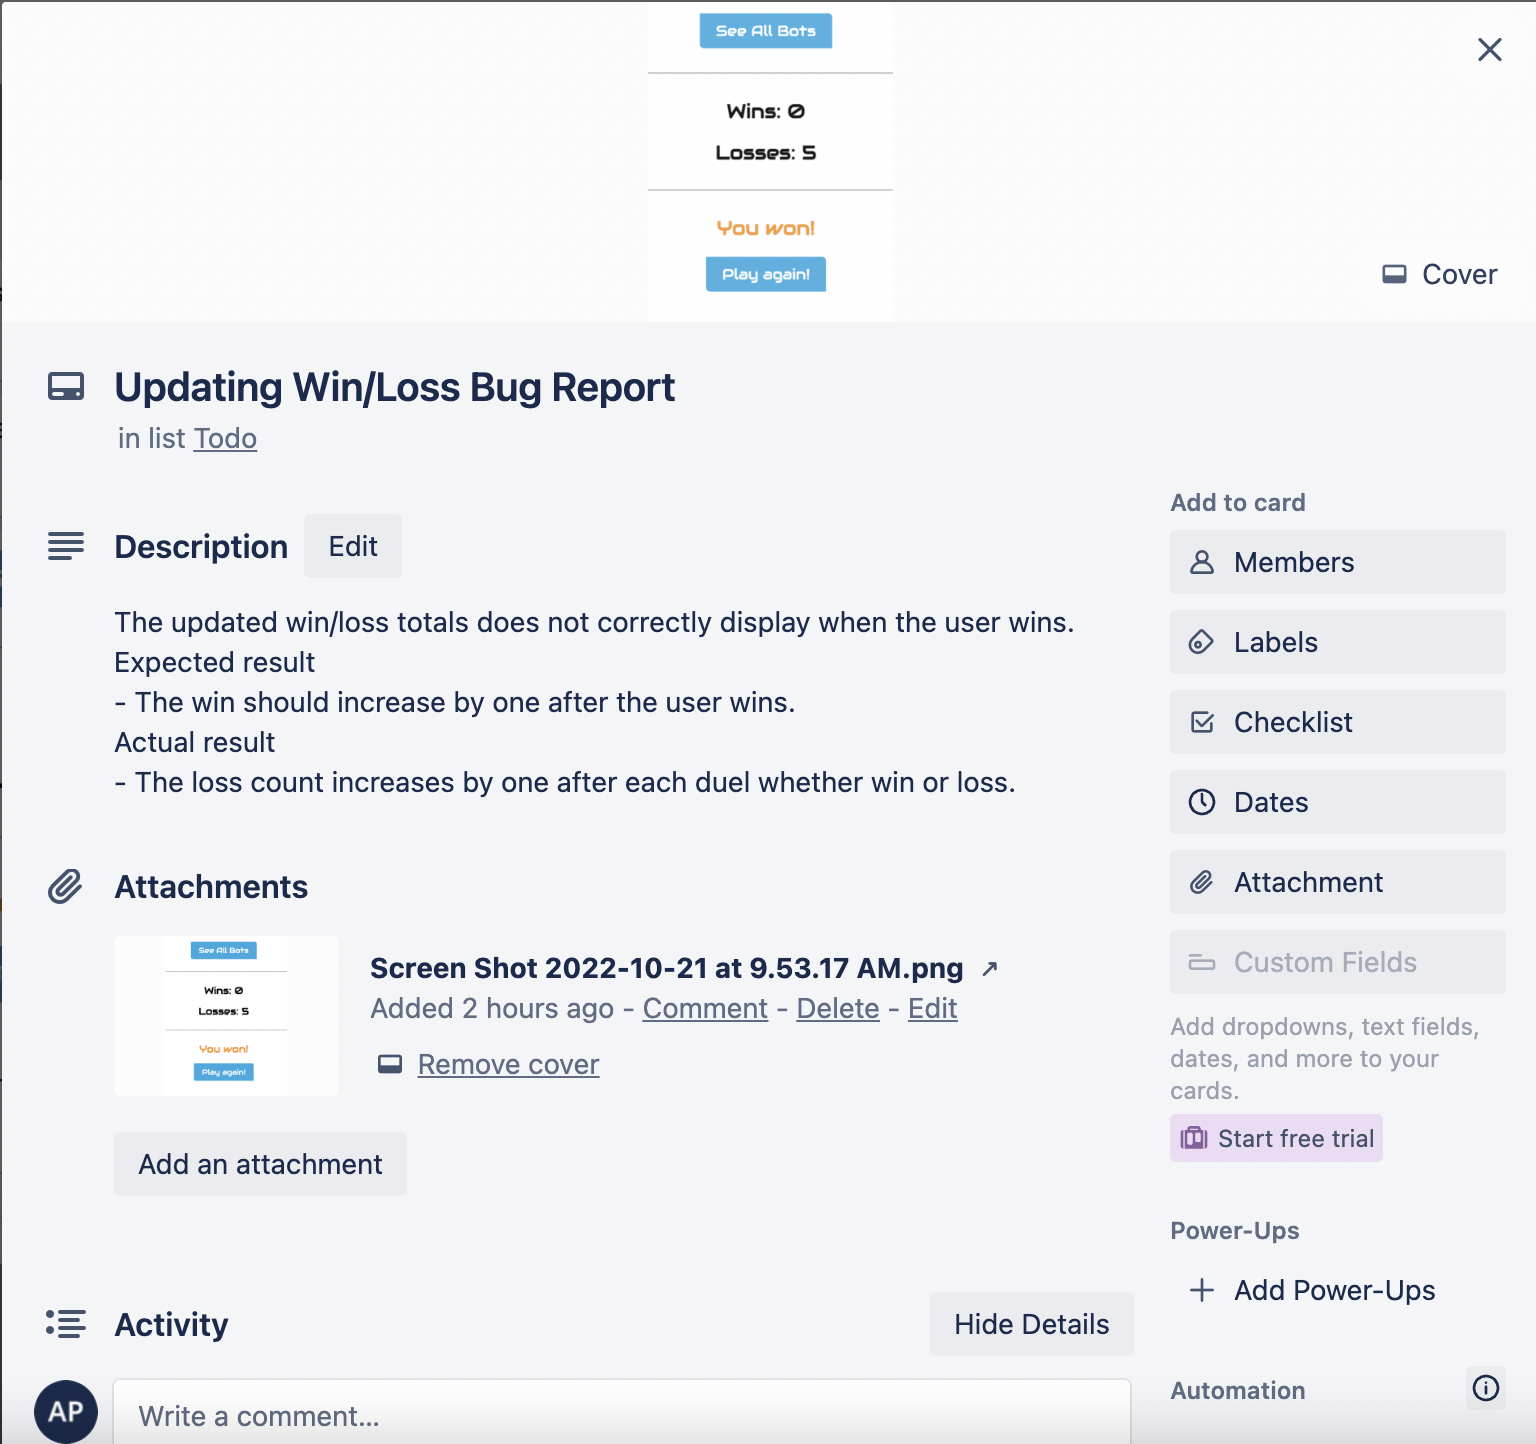 See All Bots
Wins: 0
Losses: 5
You won!
Play again!
Cover
Updating Win/Loss Bug Report
in list Todo
Description
Edit
The updated win/loss totals does not correctly display when the user wins.
Expected result
- The win should increase by one after the user wins.
Actual result
- The loss count increases by one after each duel whether win or loss.
Attachments
See All Bots
Wins: 0
Losses: 5
You won!
Play again!
Screen Shot 2022-10-21 at 9.53.17 AM.png ↗
Added 2 hours ago - Comment - Delete - Edit
Remove cover
Add an attachment
Activity
Hide Details
AP
Write a comment...
Add to card
Members
Labels
Checklist
Dates
Attachment
Custom Fields
Add dropdowns, text fields,
dates, and more to your
cards.
Start free trial
Power-Ups
+ Add Power-Ups
Automation